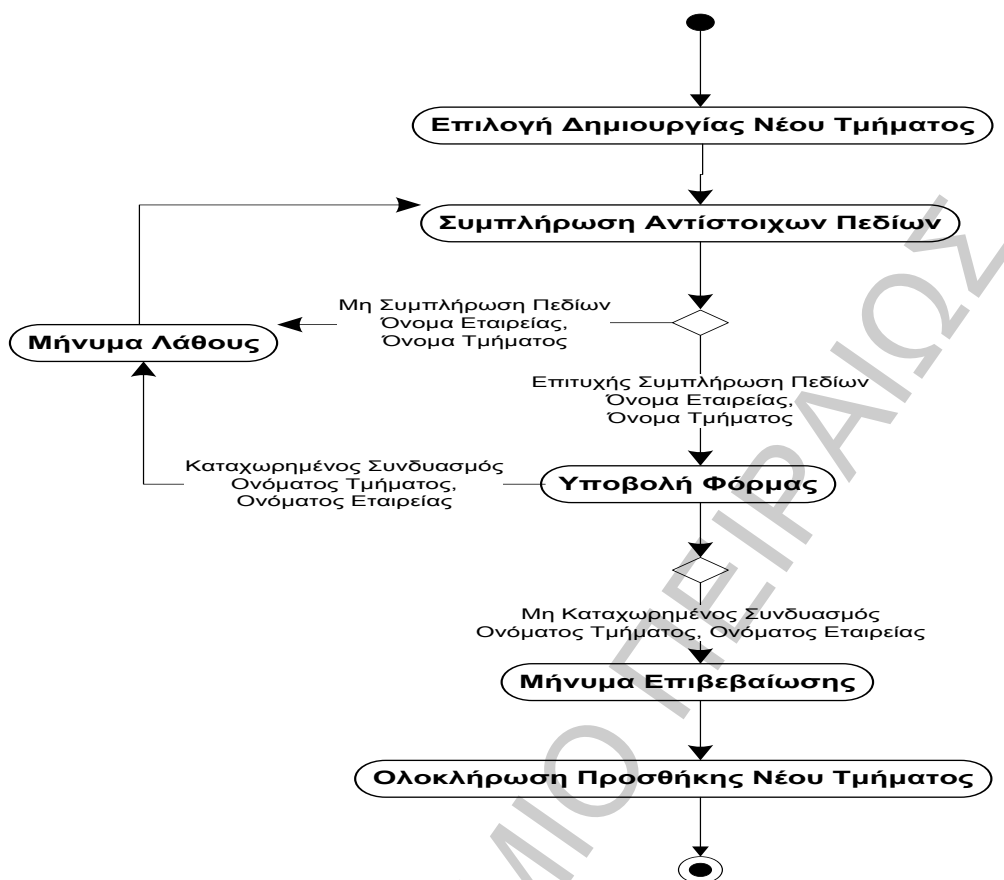 Επιλογή Δημιουργίας Νέου Τμήματος
Συμπλήρωση Αντίστοιχων Πεδίων
Μη Συμπλήρωση Πεδίων
Όνομα Εταιρείας,
Όνομα Τμήματος
Μήνυμα Λάθους
Επιτυχής Συμπλήρωση Πεδίων
Όνομα Εταιρείας,
Όνομα Τμήματος
Καταχωρημένος Συνδυασμός
Ονόματος Τμήματος,
Ονόματος Εταιρείας
Υποβολή Φόρμας
Μη Καταχωρημένος Συνδυασμός
Ονόματος Τμήματος, Ονόματος Εταιρείας
Μήνυμα Επιβεβαίωσης
Ολοκλήρωση Προσθήκης Νέου Τμήματος
ΜΙΟ ΠΕΙΡΑΙΩΣ